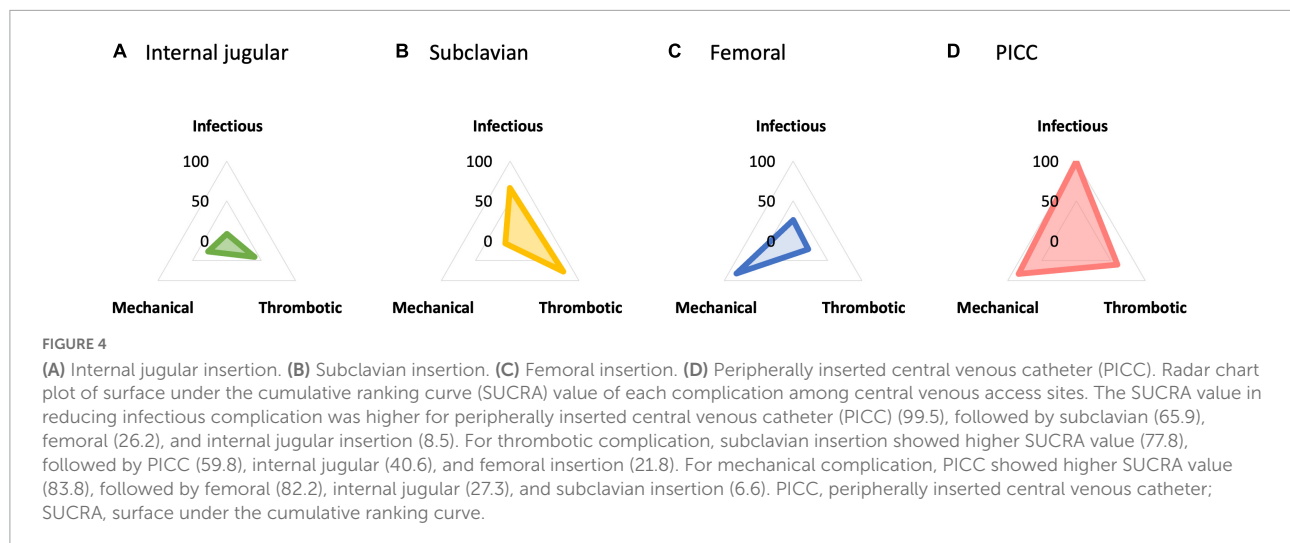 A Internal jugular
B Subclavian
C Femoral
D PICC
Infectious
100
50
0
Mechanical
Thrombotic
Infectious
100
50
0
Mechanical
Thrombotic
Infectious
100
50
0
Mechanical
Thrombotic
Infectious
100
50
0
Mechanical
Thrombotic
FIGURE 4
(A) Internal jugular insertion. (B) Subclavian insertion. (C) Femoral insertion. (D) Peripherally inserted central venous catheter (PICC). Radar chart
plot of surface under the cumulative ranking curve (SUCRA) value of each complication among central venous access sites. The SUCRA value in
reducing infectious complication was higher for peripherally inserted central venous catheter (PICC) (99.5), followed by subclavian (65.9),
femoral (26.2), and internal jugular insertion (8.5). For thrombotic complication, subclavian insertion showed higher SUCRA value (77.8),
followed by PICC (59.8), internal jugular (40.6), and femoral insertion (21.8). For mechanical complication, PICC showed higher SUCRA value
(83.8), followed by femoral (82.2), internal jugular (27.3), and subclavian insertion (6.6). PICC, peripherally inserted central venous catheter;
SUCRA, surface under the cumulative ranking curve.